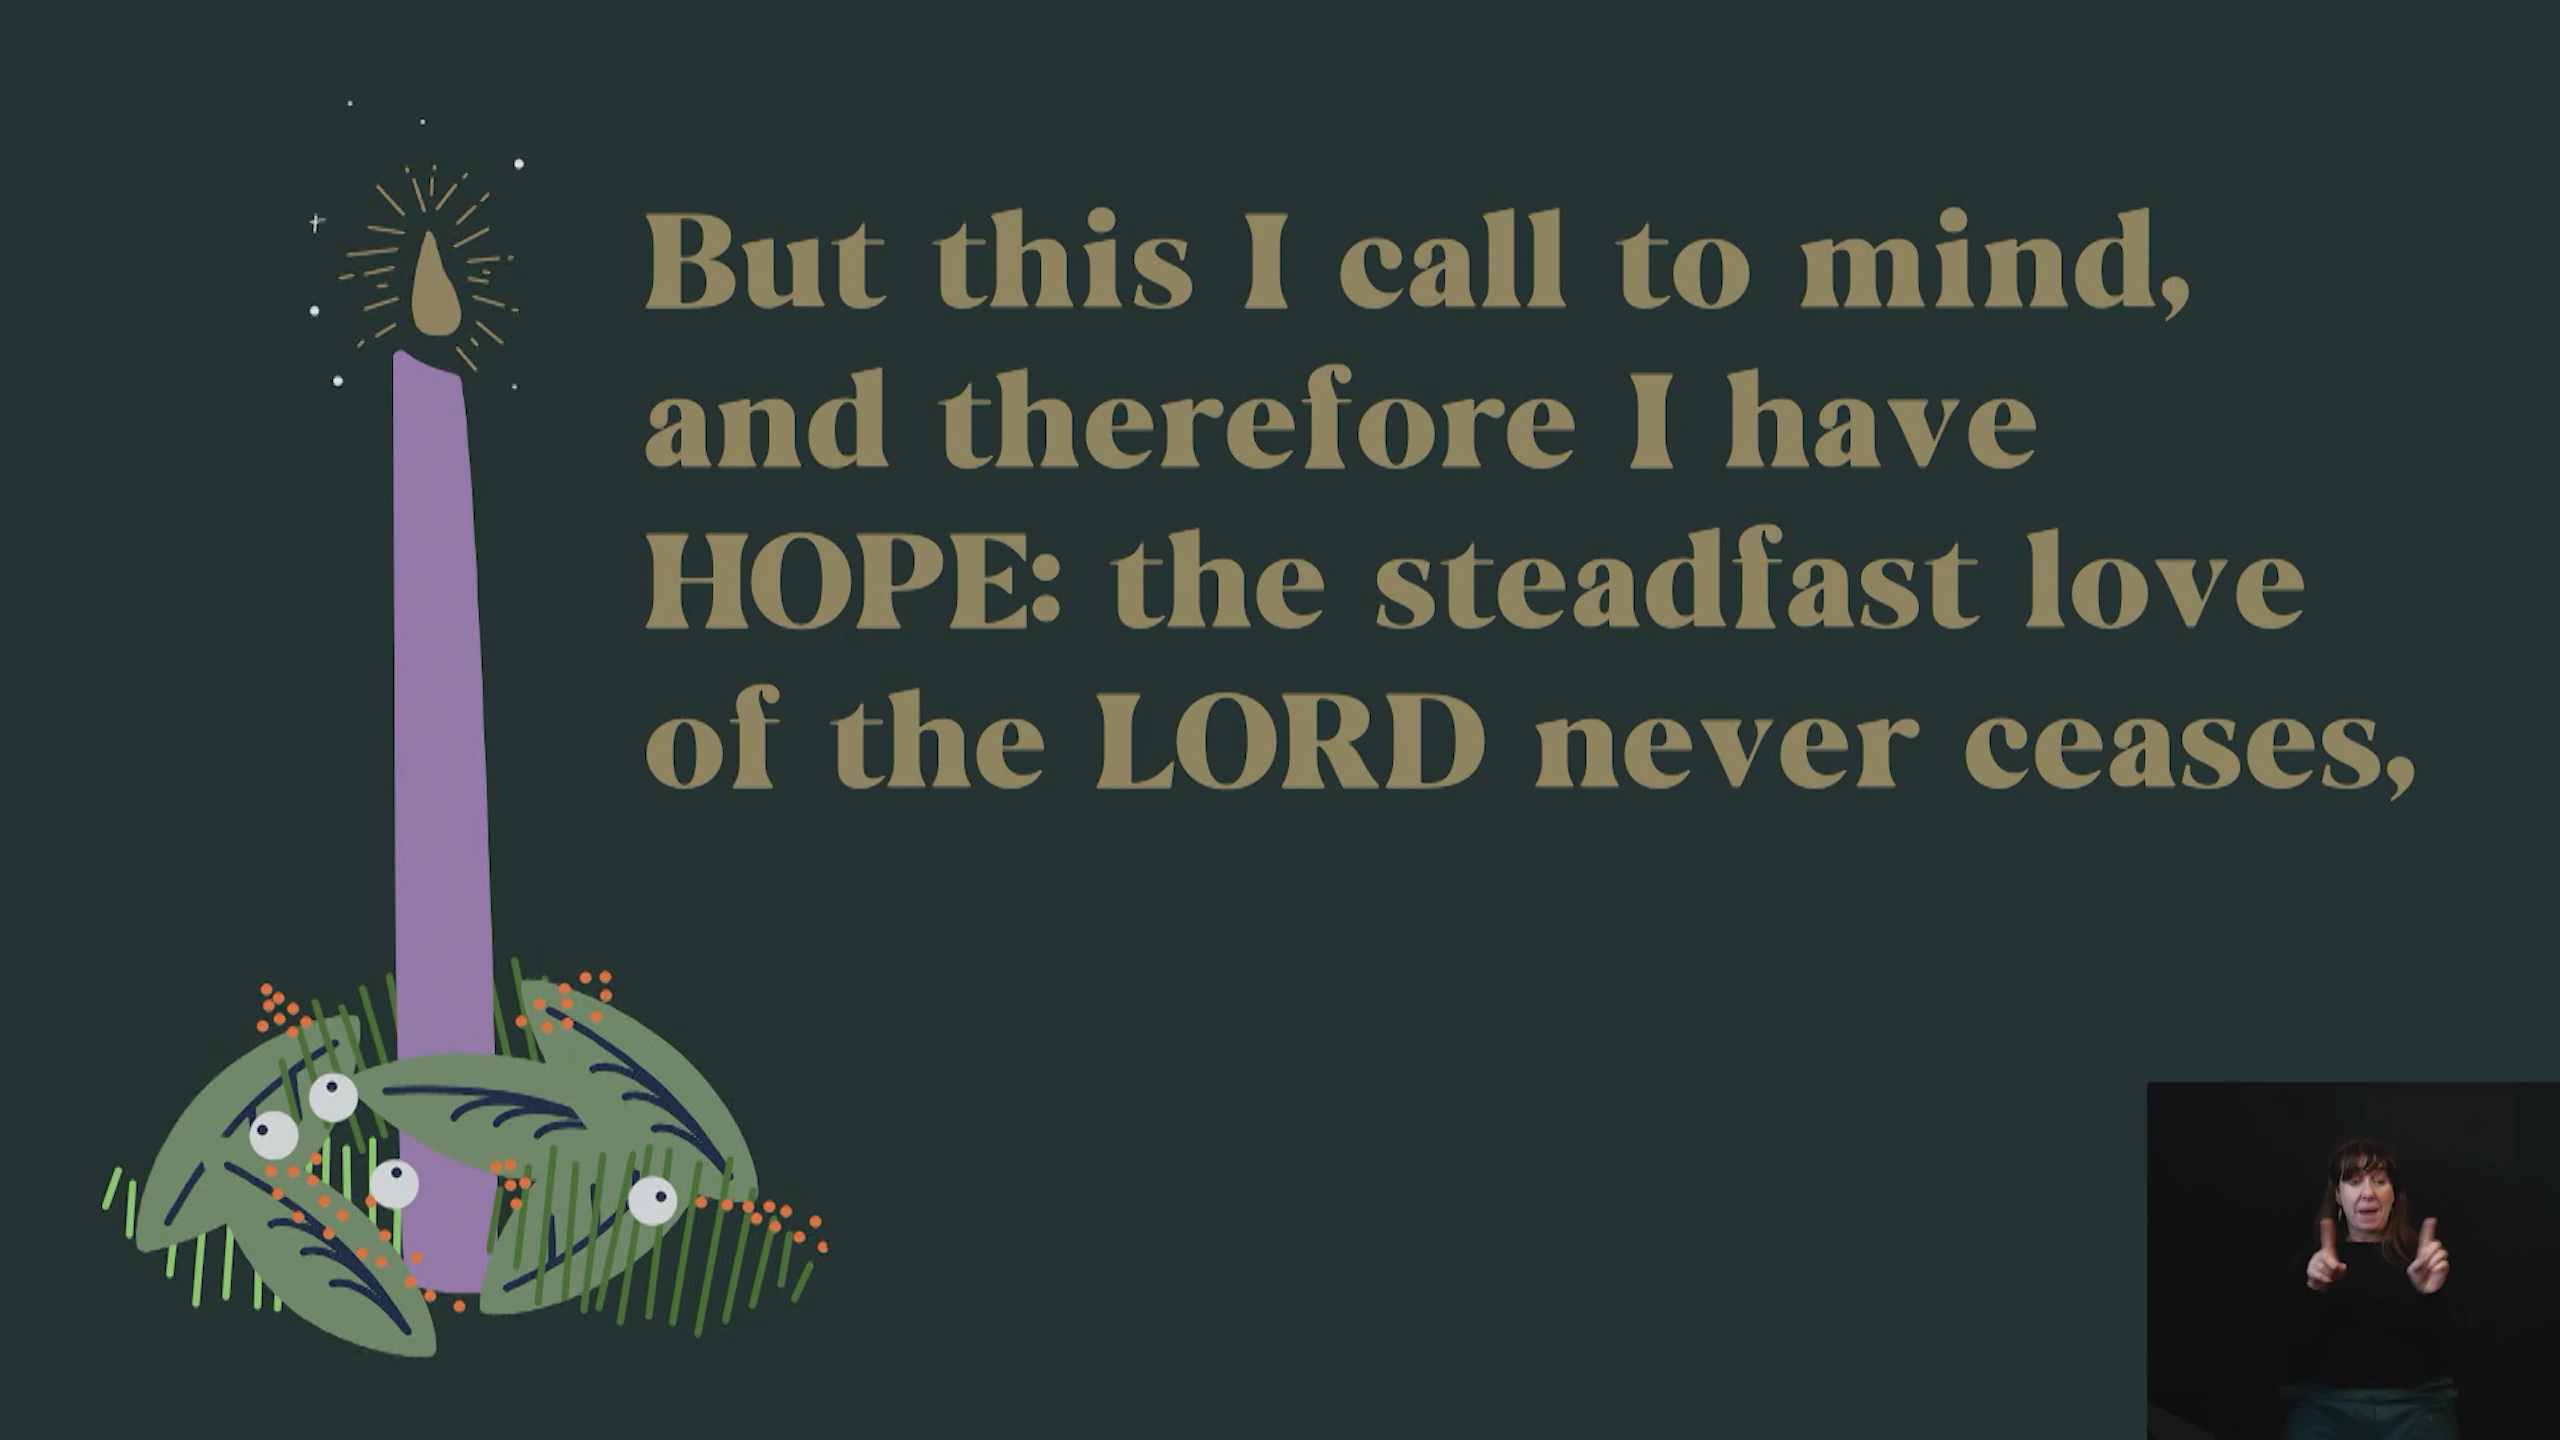 But this I call to mind,
and therefore I have
HOPE: the steadfast love
of the LORD never ceases,